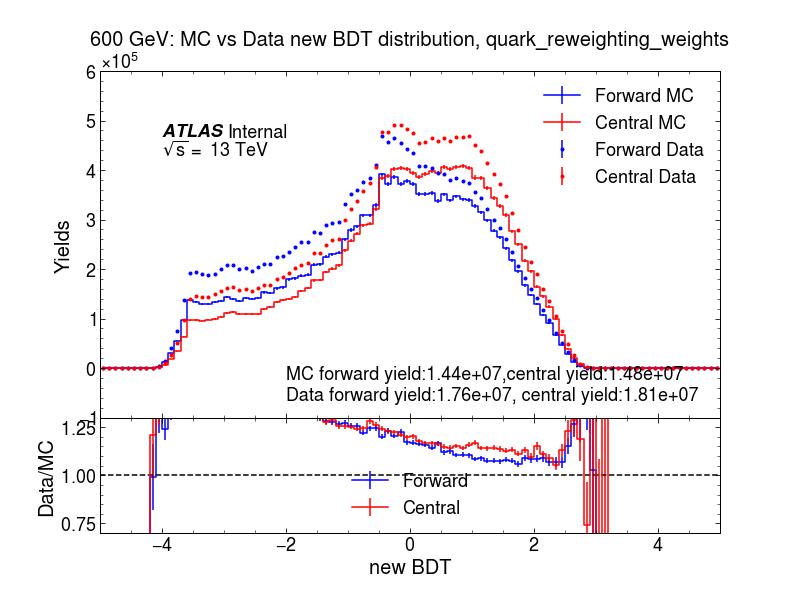 600 GeV: MC vs Data new BDT distribution, quark_reweighting_weights
×10⁵
6
5
4
3
2
1
0
Yields
ATLAS Internal
√s = 13 TeV
Forward MC
Central MC
Forward Data
Central Data
MC forward yield:1.44e+07,central yield:1.48e+07
Data forward yield:1.76e+07, central yield:1.81e+07
1.25
1.00
0.75
Data/MC
Forward
Central
−4 −2 0 2 4
new BDT